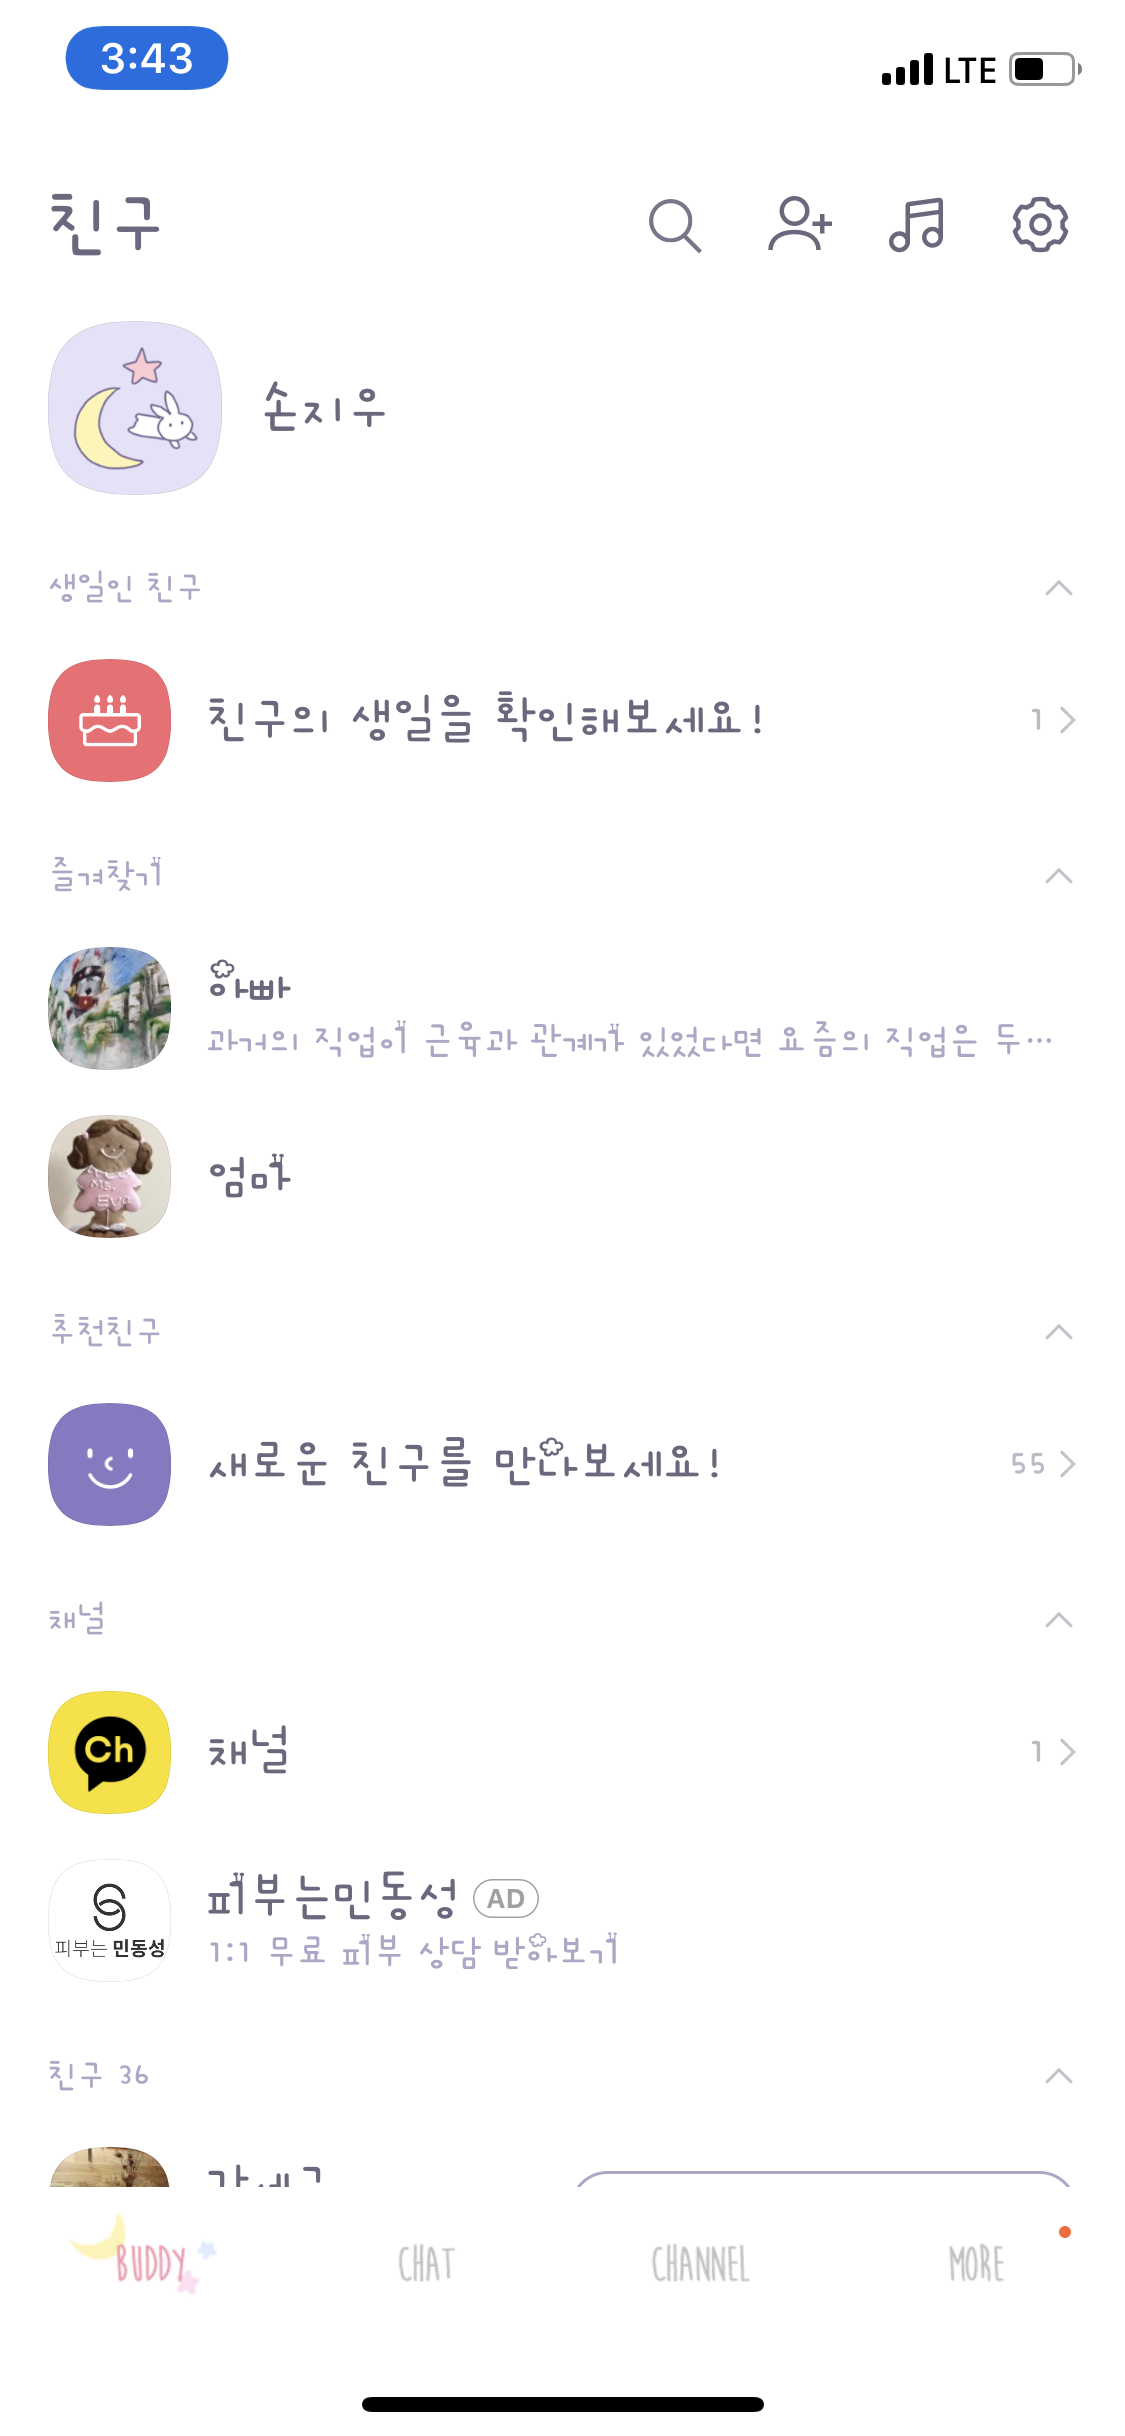 3:43
LTE
친구
손지우
생일인 친구
친구의 생일을 확인해보세요!
1
즐겨찾기
아빠
과거의 직업이 근육과 관계가 있었다면 요즘의 직업은 두…
Ms.
엄마
추천친구
새로운 친구를 만나보세요!
55
채널
Ch
채널
1
피부는민동성 AD
피부는 민동성
1:1 무료 피부 상담 받아보기
친구 36
BUDDY
CHAT
CHANNEL
MORE